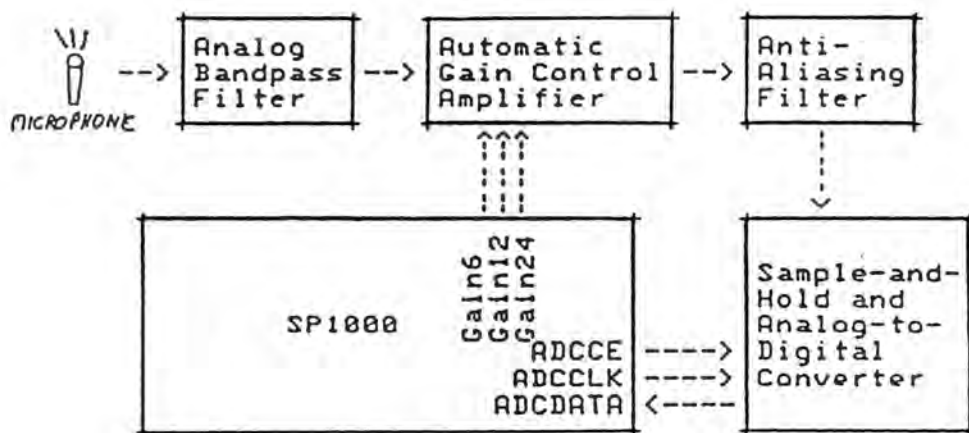 MICROPHONE
Analog
Bandpass
Filter
Automatic
Gain Control
Amplifier
Anti-
Aliasing
Filter
SP1000
Gain6
Gain12
Gain24
ADCCE
ADCCLK
ADCDATA
Sample-and-
Hold and
Analog-to-
Digital
Converter